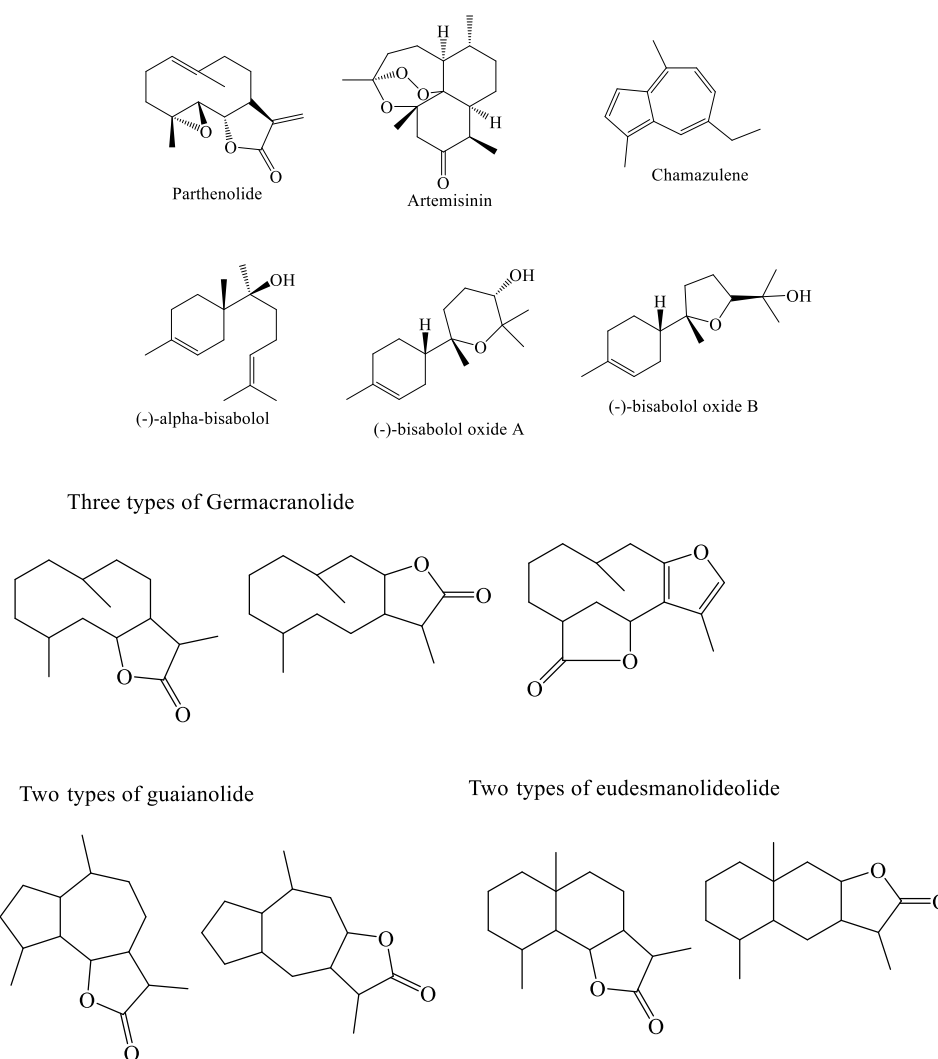 H
O
O
O
H
O
O
O
O
Parthenolide
Artemisinin
Chamazulene
OH
OH
H
O
H
O
OH
(-)-alpha-bisabolol
(-)-bisabolol oxide A
(-)-bisabolol oxide B
Three types of Germacranolide
O
O
O
O
O
O
O
Two types of guaianolide
Two types of eudesmanolideolide
O
O
O
O
O
O
O
O